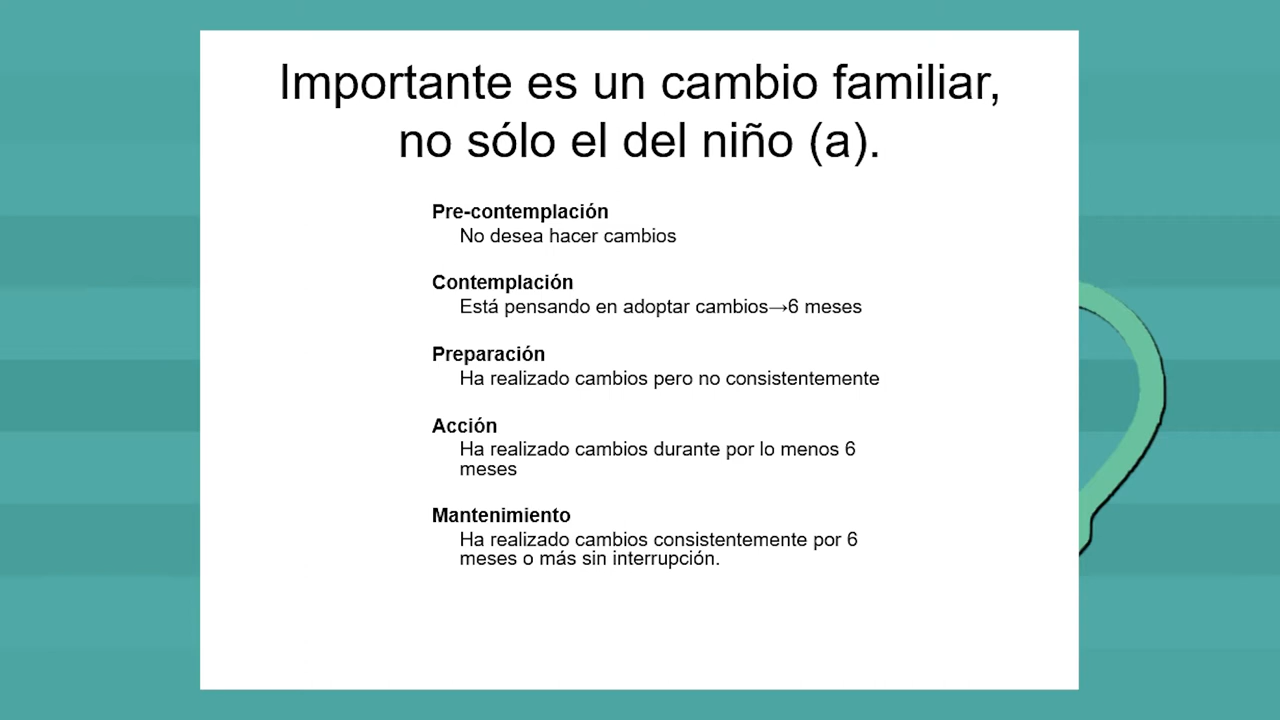 Importante es un cambio familiar,
no sólo el del niño (a).
Pre-contemplación
No desea hacer cambios
Contemplación
Está pensando en adoptar cambios→6 meses
Preparación
Ha realizado cambios pero no consistentemente
Acción
Ha realizado cambios durante por lo menos 6
meses
Mantenimiento
Ha realizado cambios consistentemente por 6
meses o más sin interrupción.